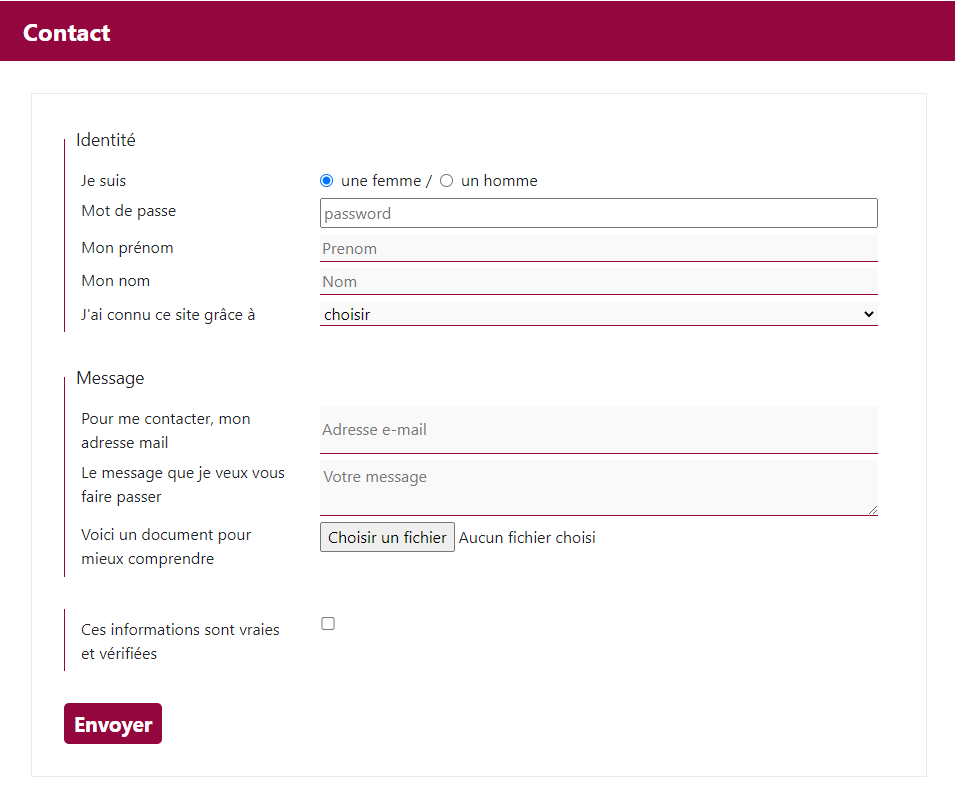 Contact
Identité
Je suis
une femme / un homme
Mot de passe
password
Mon prénom
Prenom
Mon nom
Nom
J'ai connu ce site grâce à
choisir
Message
Pour me contacter, mon
adresse mail
Adresse e-mail
Le message que je veux vous
faire passer
Votre message
Voici un document pour
mieux comprendre
Choisir un fichier Aucun fichier choisi
Ces informations sont vraies
et vérifiées
Envoyer